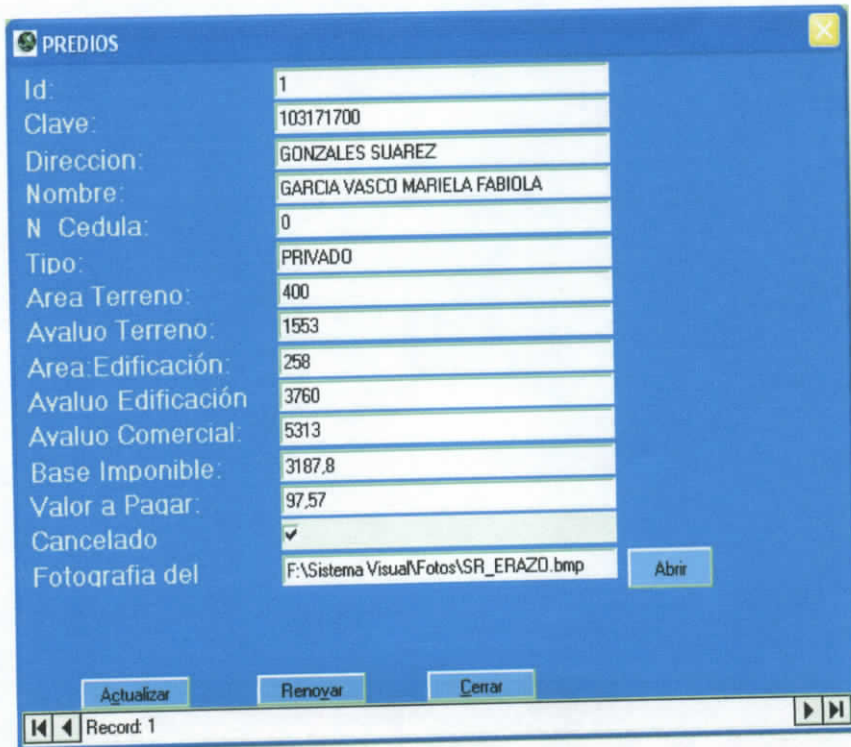 PREDIOS
Id: 1
Clave: 103171700
Direccion: GONZALES SUAREZ
Nombre: GARCIA VASCO MARIELA FABIOLA
N Cedula: 0
Tipo: PRIVADO
Area Terreno: 400
Avaluo Terreno: 1553
Area:Edificación: 258
Avaluo Edificación 3760
Avaluo Comercial: 5313
Base Imponible: 3187,8
Valor a Pagar: 97,57
Cancelado
Fotografia del F:\Sistema Visual\Fotos\SR_ERAZO.bmp Abrir
Actualizar Renovar Cerrar
Record: 1